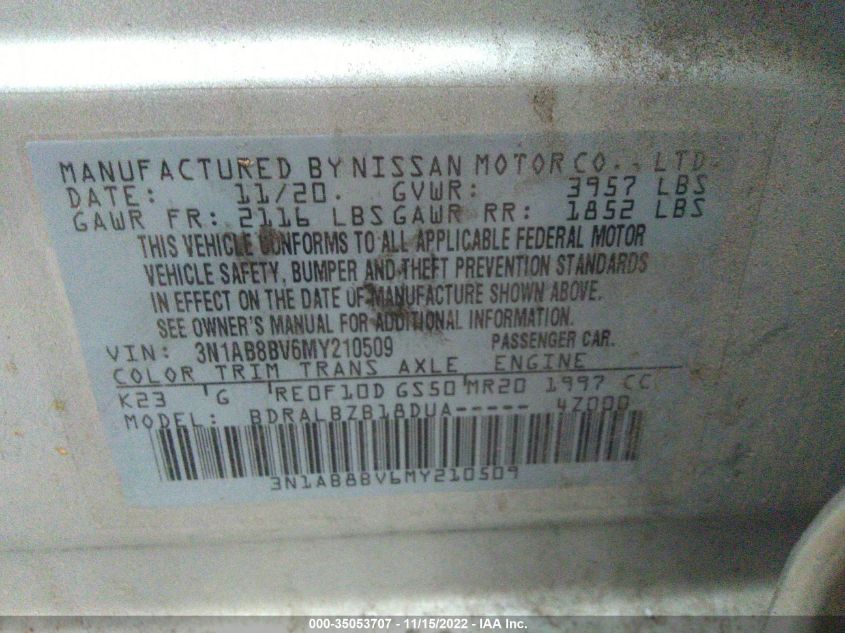 MANUFACTURED BY NISSAN MOTOR CO., LTD.
DATE: 11/20. GVWR: 3957 LBS
GAWR FR: 2116 LBS GAWR RR: 1852 LBS
THIS VEHICLE CONFORMS TO ALL APPLICABLE FEDERAL MOTOR
VEHICLE SAFETY, BUMPER AND THEFT PREVENTION STANDARDS
IN EFFECT ON THE DATE OF MANUFACTURE SHOWN ABOVE.
SEE OWNER'S MANUAL FOR ADDITIONAL INFORMATION.
VIN: 3N1AB8BV6MY210509 PASSENGER CAR.
COLOR TRIM TRANS AXLE ENGINE
K23 'G 'RE0F10D GS50'MR20 1997 CC
MODEL: BDRALBZB18DUA----- 4Z000
3N1AB8BV6MY210509
000-35053707 - 11/15/2022 - IAA Inc.